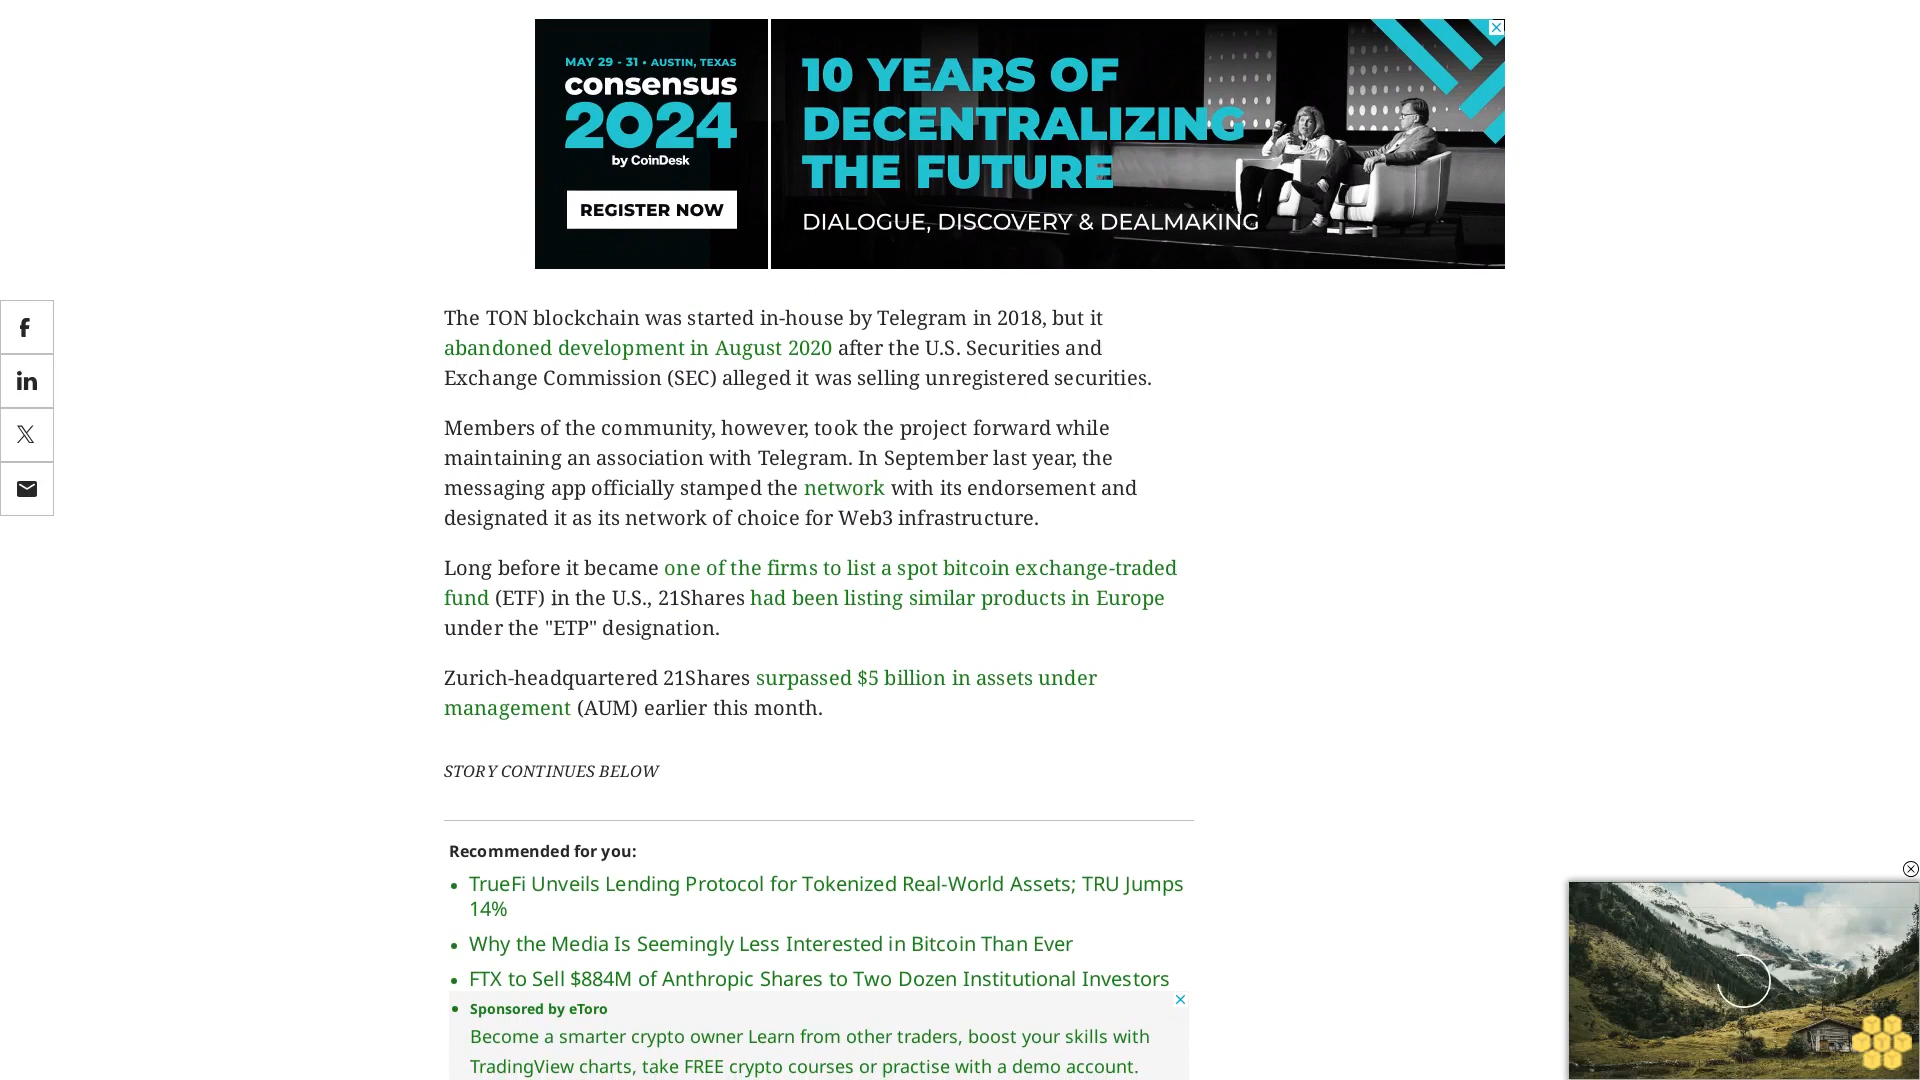 MAY 29 - 31 • AUSTIN, TEXAS
consensus
2024
by CoinDesk
REGISTER NOW
10 YEARS OF
DECENTRALIZING
THE FUTURE
DIALOGUE, DISCOVERY & DEALMAKING
The TON blockchain was started in-house by Telegram in 2018, but it
abandoned development in August 2020 after the U.S. Securities and
Exchange Commission (SEC) alleged it was selling unregistered securities.
Members of the community, however, took the project forward while
maintaining an association with Telegram. In September last year, the
messaging app officially stamped the network with its endorsement and
designated it as its network of choice for Web3 infrastructure.
Long before it became one of the firms to list a spot bitcoin exchange-traded
fund (ETF) in the U.S., 21Shares had been listing similar products in Europe
under the "ETP" designation.
Zurich-headquartered 21Shares surpassed $5 billion in assets under
management (AUM) earlier this month.
STORY CONTINUES BELOW
Recommended for you:
• TrueFi Unveils Lending Protocol for Tokenized Real-World Assets; TRU Jumps
14%
• Why the Media Is Seemingly Less Interested in Bitcoin Than Ever
• FTX to Sell $884M of Anthropic Shares to Two Dozen Institutional Investors
• Sponsored by eToro
Become a smarter crypto owner Learn from other traders, boost your skills with
TradingView charts, take FREE crypto courses or practise with a demo account.